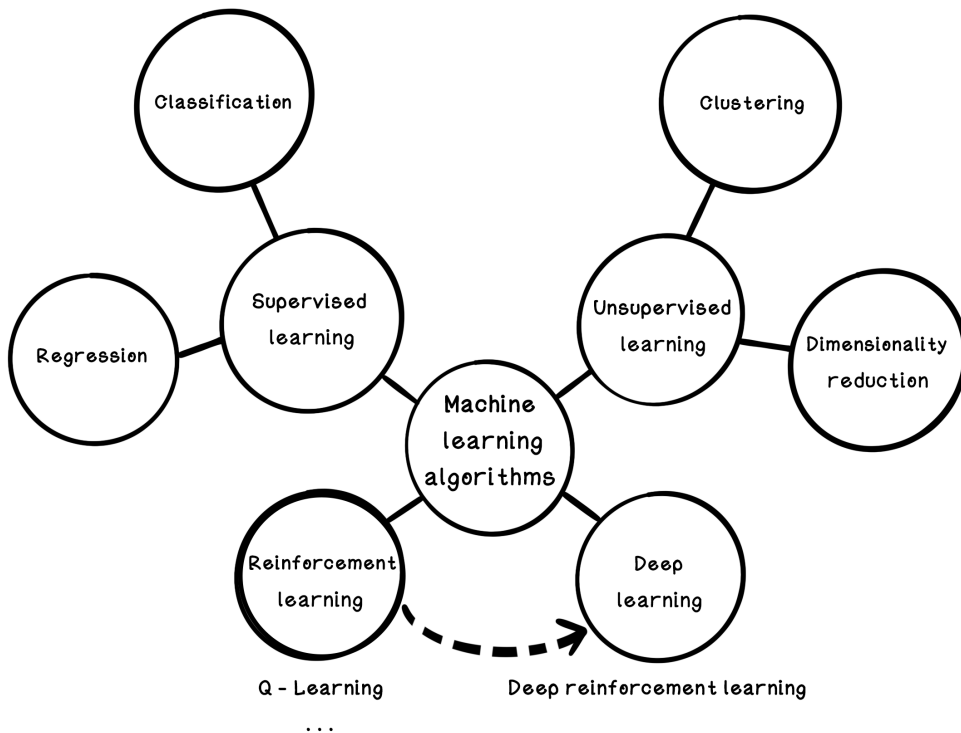 Classification
Clustering
Supervised
learning
Unsupervised
learning
Regression
Dimensionality
reduction
Machine
learning
algorithms
Reinforcement
learning
Deep
learning
Q - Learning
...
Deep reinforcement learning